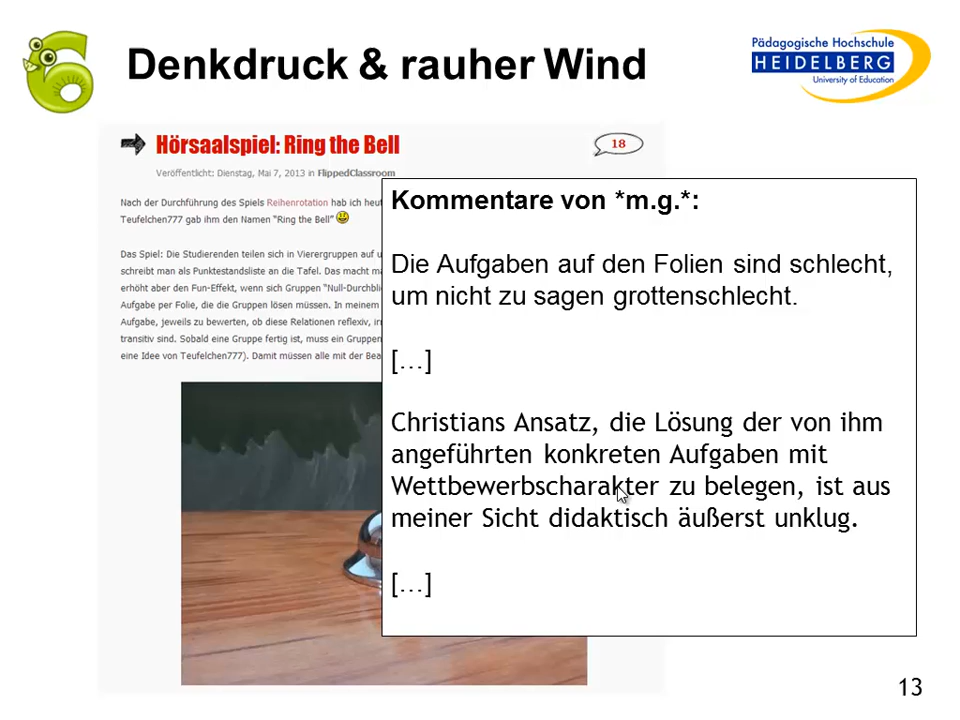 Denkdruck & rauher Wind
Pädagogische Hochschule
HEIDELBERG
University of Education
Hörsaalspiel: Ring the Bell
18
Veröffentlicht: Dienstag, Mai 7, 2013 in FlippedClassroom
Nach der Durchführung des Spiels Reihenrotation hab ich heut
Teufelchen777 gab ihm den Namen "Ring the Bell"
Das Spiel: Die Studierenden teilen sich in Vierergruppen auf u
schreibt man als Punktestandsliste an die Tafel. Das macht ma
erhöht aber den Fun-Effekt, wenn sich Gruppen "Null-Durchbli
Aufgabe per Folie, die die Gruppen lösen müssen. In meinem
Aufgabe, jeweils zu bewerten, ob diese Relationen reflexiv, irr
transitiv sind. Sobald eine Gruppe fertig ist, muss ein Gruppen
eine Idee von Teufelchen777). Damit müssen alle mit der Bea
Kommentare von *m.g.*:
Die Aufgaben auf den Folien sind schlecht,
um nicht zu sagen grottenschlecht.
[…]
Christians Ansatz, die Lösung der von ihm
angeführten konkreten Aufgaben mit
Wettbewerbscharakter zu belegen, ist aus
meiner Sicht didaktisch äußerst unklug.
[…]
13